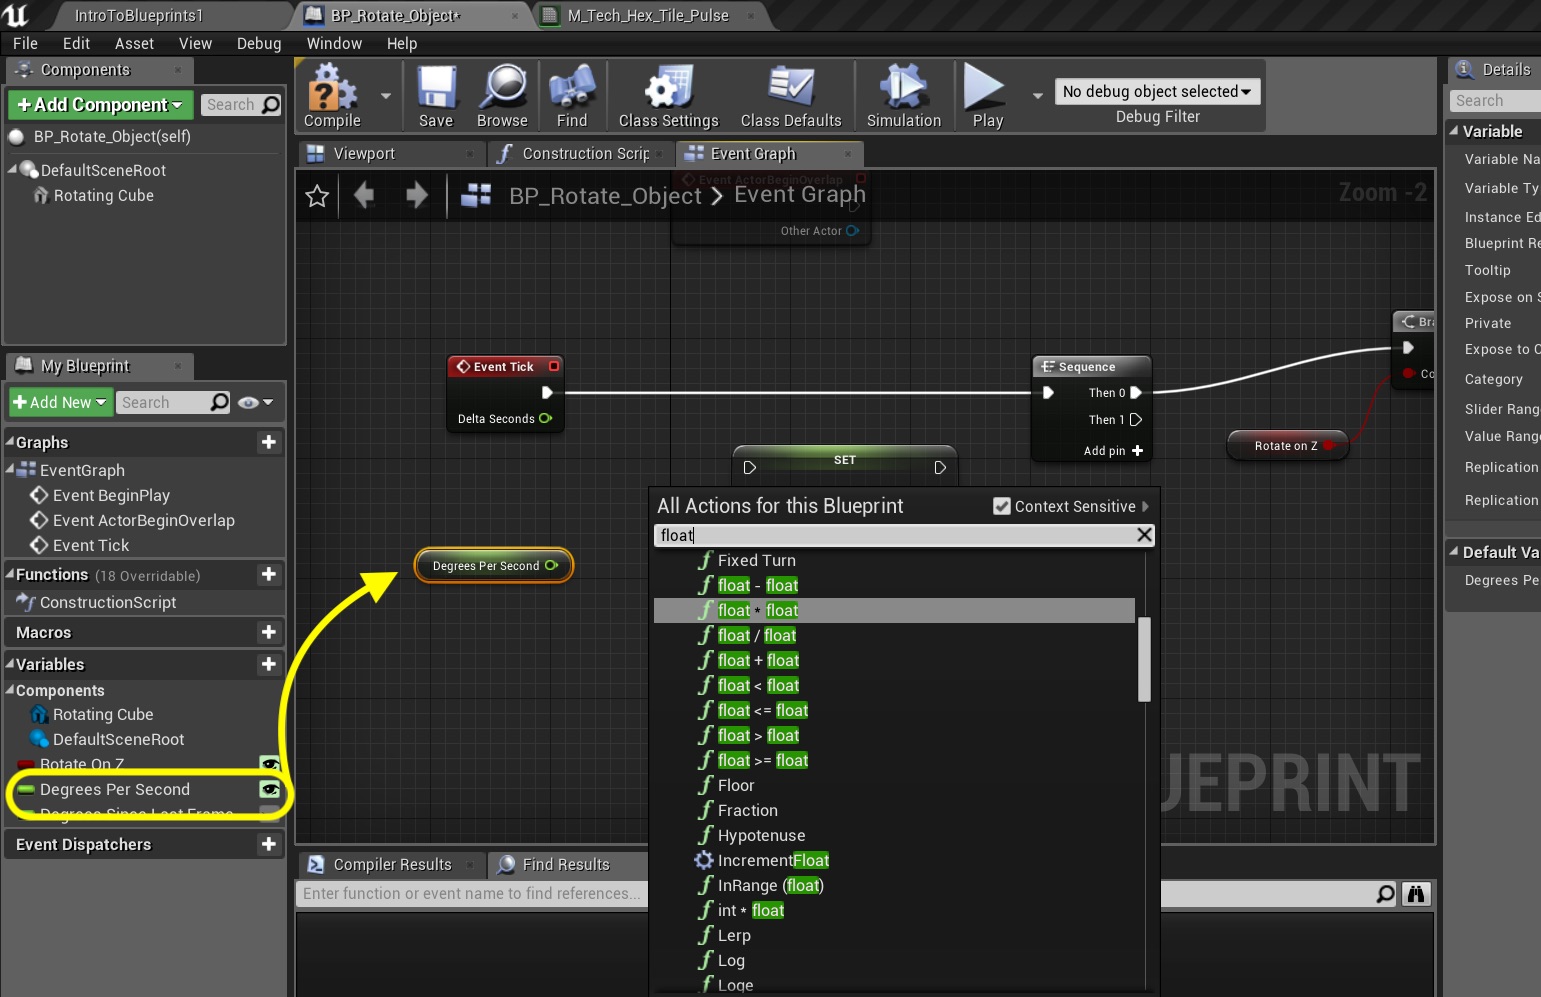 IntroToBlueprints1
BP_Rotate_Object*
M_Tech_Hex_Tile_Pulse
File Edit Asset View Debug Window Help
Components
+Add Component
Search
BP_Rotate_Object(self)
DefaultSceneRoot
Rotating Cube
Compile
Save
Browse
Find
Class Settings
Class Defaults
Simulation
Play
No debug object selected
Debug Filter
Viewport
Construction Scrip
Event Graph
BP_Rotate_Object > Event Graph
Zoom -2
Event ActorBeginOverlap
Other Actor
Event Tick
Delta Seconds
Sequence
Then 0
Then 1
Add pin +
SET
Degrees Per Second
Rotate on Z
Bra
Co
UEPRINT
My Blueprint
+Add New
Search
Graphs
EventGraph
Event BeginPlay
Event ActorBeginOverlap
Event Tick
Functions (18 Overridable)
ConstructionScript
Macros
Variables
Components
Rotating Cube
DefaultSceneRoot
Rotate On Z
Degrees Per Second
Degrees Since Last Frame
Event Dispatchers
All Actions for this Blueprint
Context Sensitive
float
Fixed Turn
float - float
float * float
float / float
float + float
float < float
float <= float
float > float
float >= float
Floor
Fraction
Hypotenuse
IncrementFloat
InRange (float)
int * float
Lerp
Log
Loge
Compiler Results
Find Results
Enter function or event name to find references...
Details
Search
Variable
Variable Na
Variable Ty
Instance Ed
Blueprint Re
Tooltip
Expose on S
Private
Expose to C
Category
Slider Rang
Value Rang
Replication
Replication
Default Va
Degrees Pe